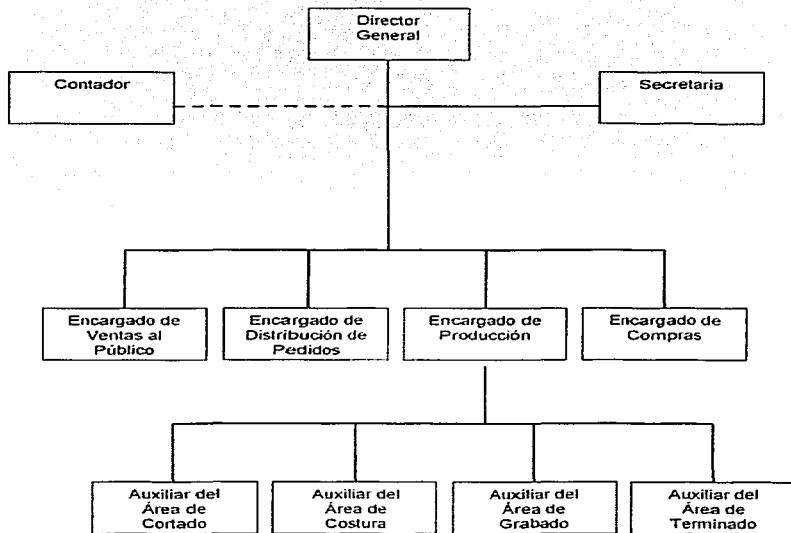 Director
General
Contador
Secretaria
Encargado de
Ventas al
Público
Encargado de
Distribución de
Pedidos
Encargado de
Producción
Encargado de
Compras
Auxiliar del
Área de
Cortado
Auxiliar del
Área de
Costura
Auxiliar del
Área de
Grabado
Auxiliar del
Área de
Terminado